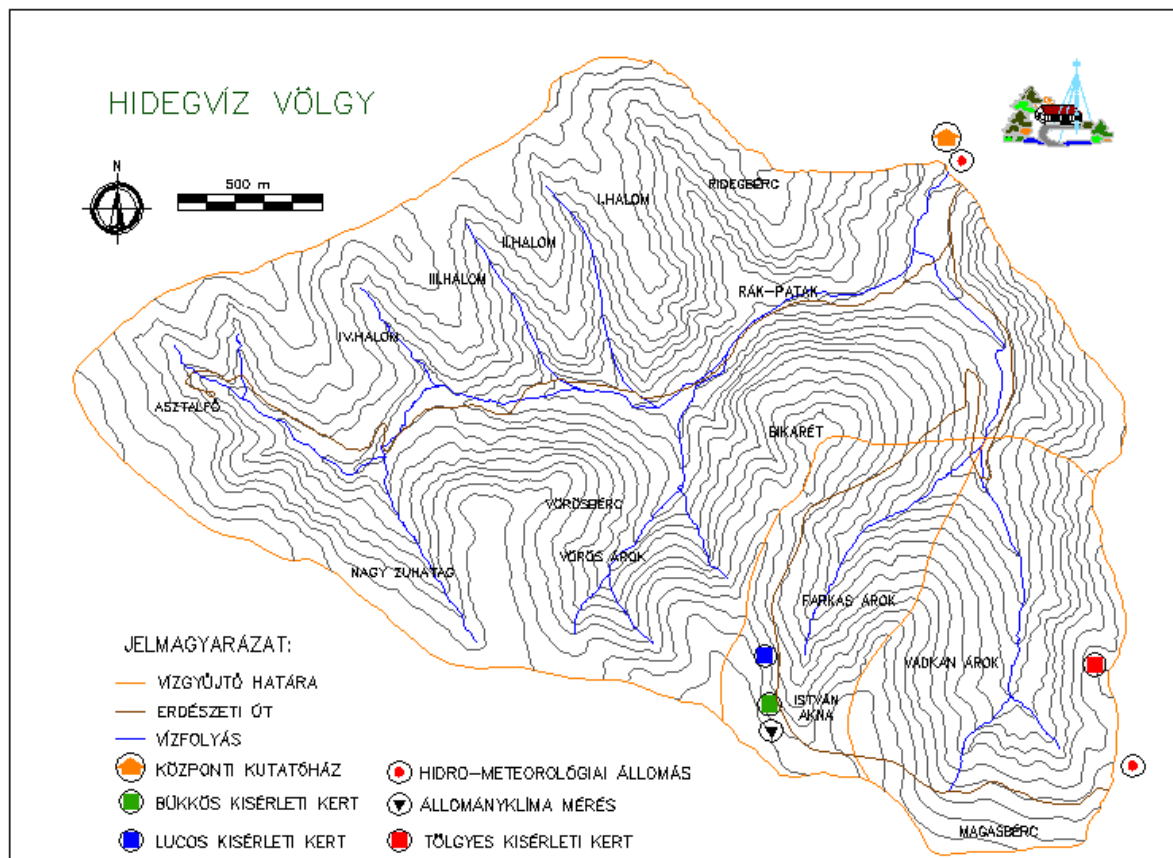 HIDEGVÍZ VÖLGY
N
500 m
RIDEGBÉRC
I.HALOM
II.HALOM
III.HALOM
IV.HALOM
RÁK-PATAK
ASZTALFŐ
BIKARÉT
VÖRÖSBÉRC
VÖRÖS ÁROK
NAGY ZUHATAG
FARKAS ÁROK
VADKAN ÁROK
ISTVÁN
AKNA
MAGASBÉRC
JELMAGYARÁZAT:
VÍZGYŰJTŐ HATÁRA
ERDÉSZETI ÚT
VÍZFOLYÁS
KÖZPONTI KUTATÓHÁZ
BÜKKÖS KISÉRLETI KERT
LUCOS KISÉRLETI KERT
HIDRO-METEOROLÓGIAI ÁLLOMÁS
ÁLLOMÁNYKLÍMA MÉRÉS
TÖLGYES KISÉRLETI KERT